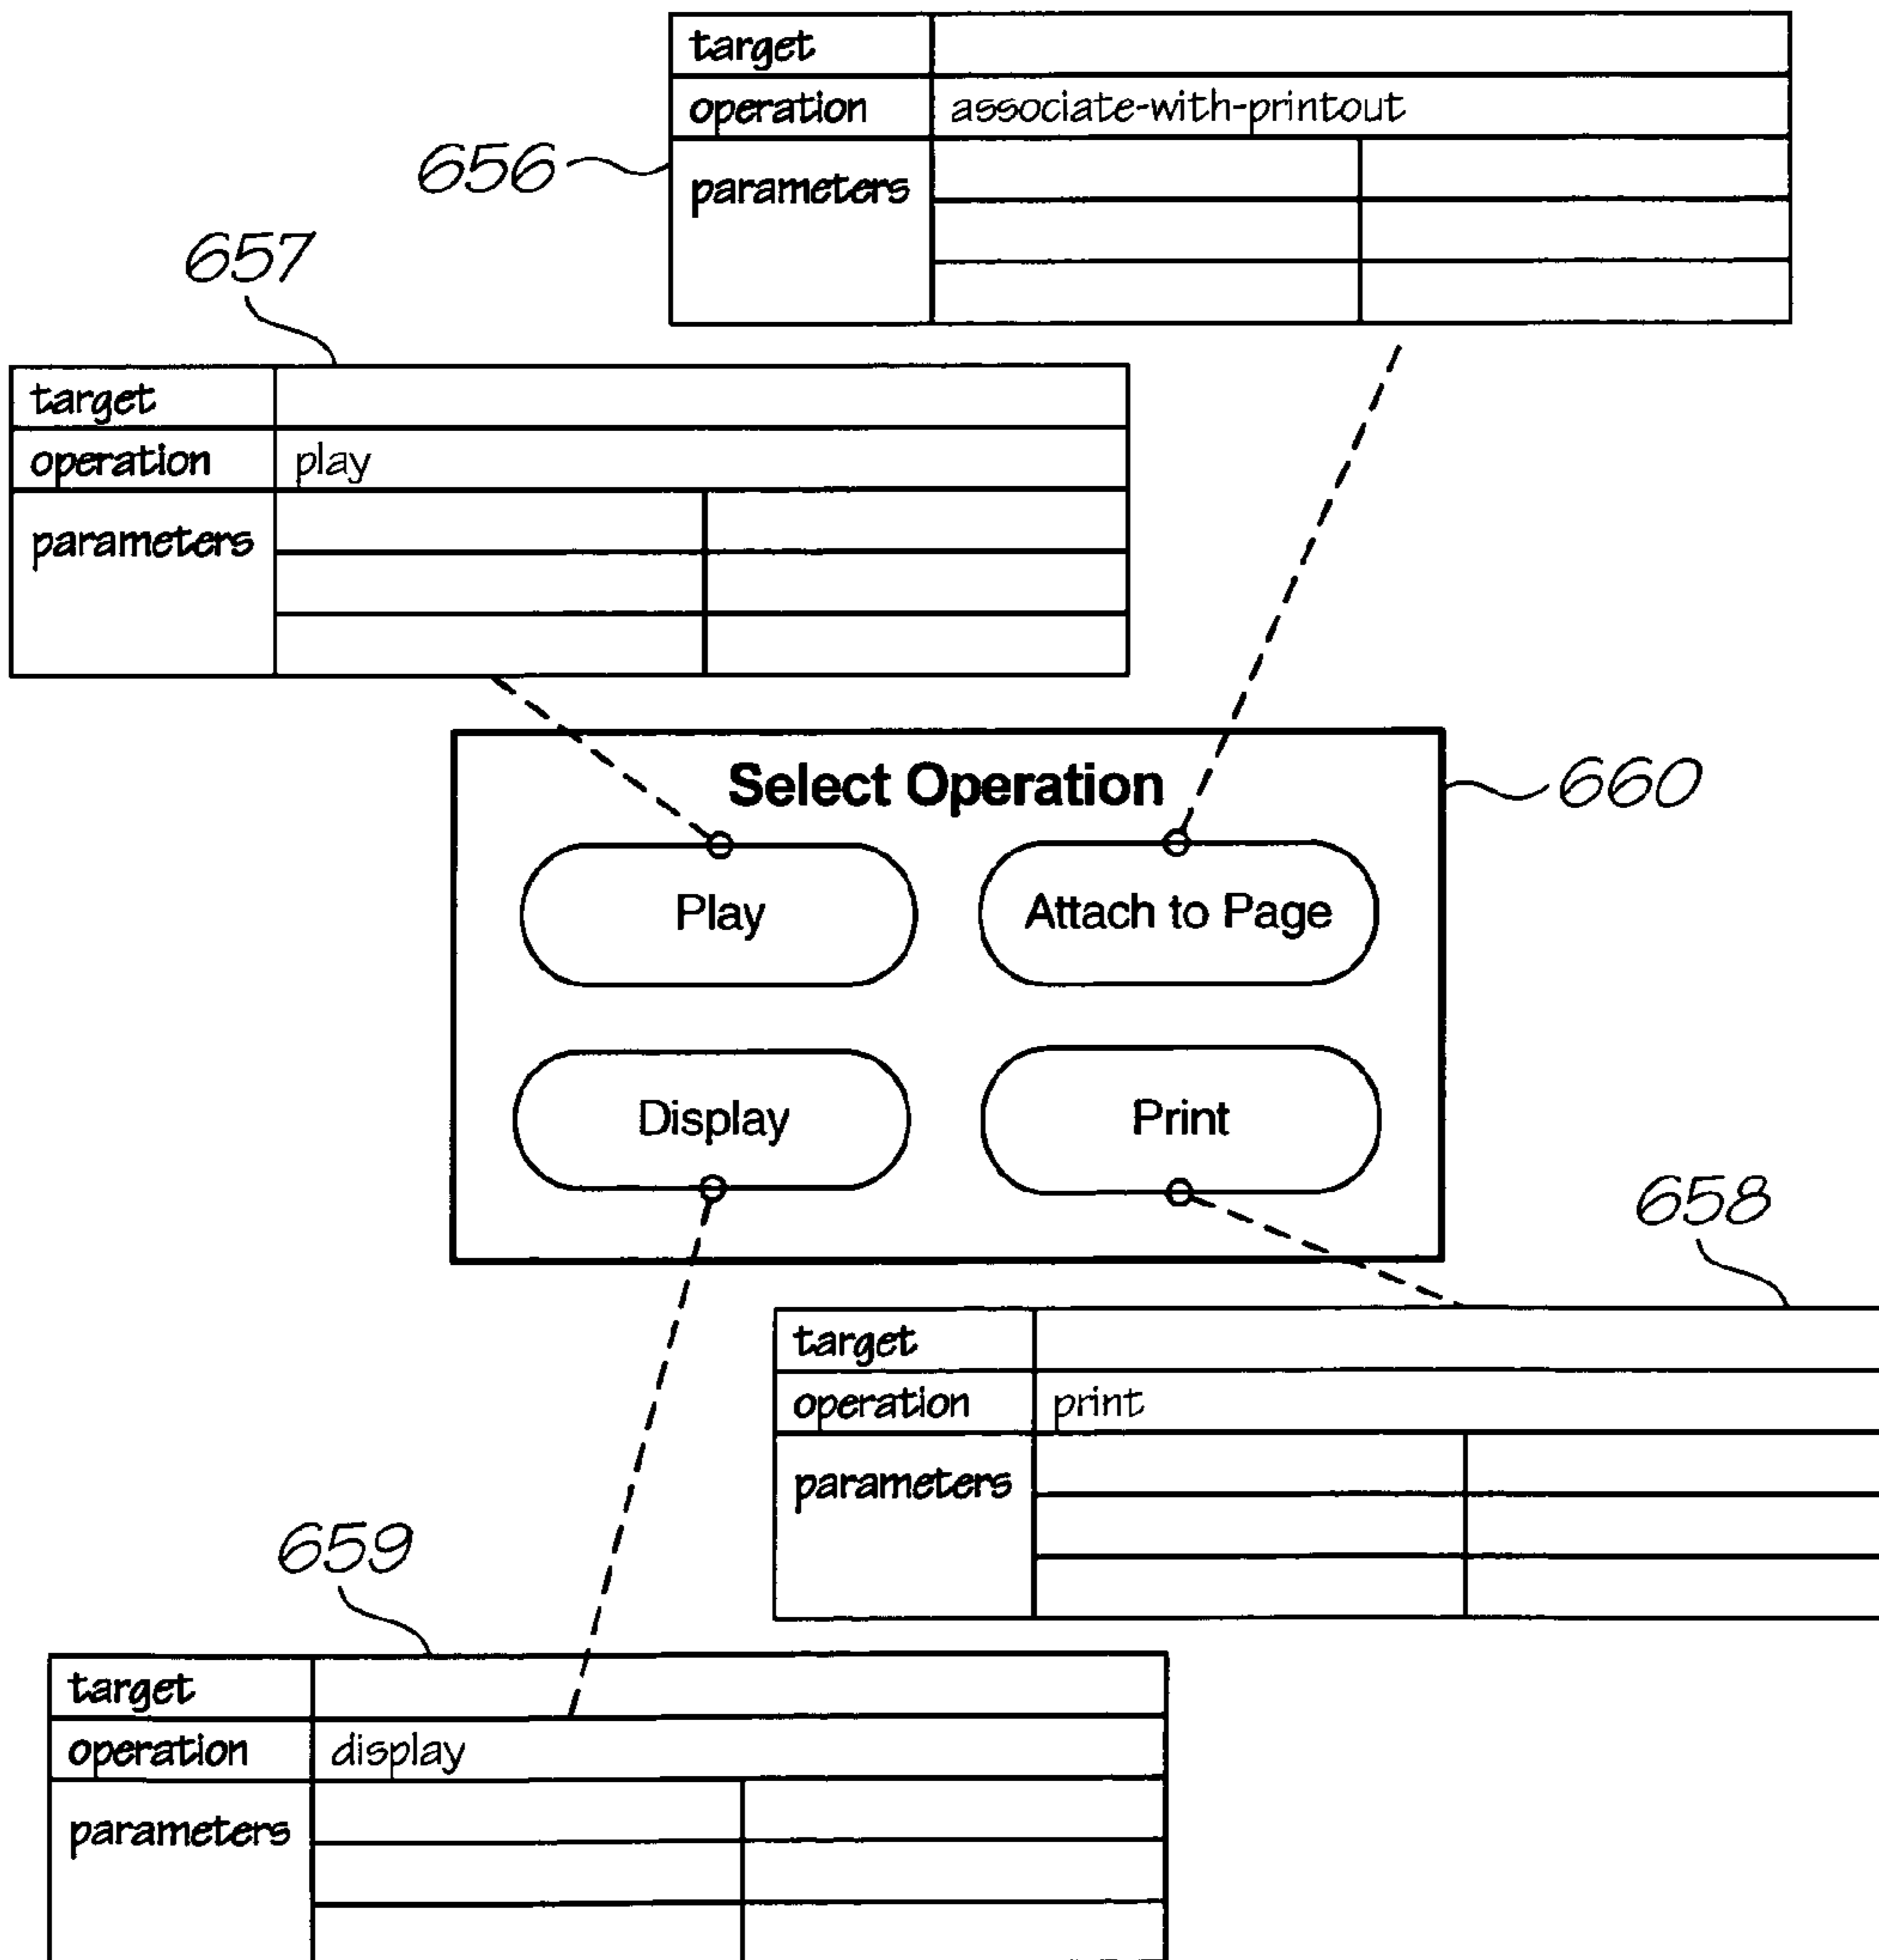 target
operation associate-with-printout
656
parameters
657
target
operation play
parameters
Select Operation
660
Play Attach to Page
Display Print
658
target
operation print
parameters
659
target
operation display
parameters